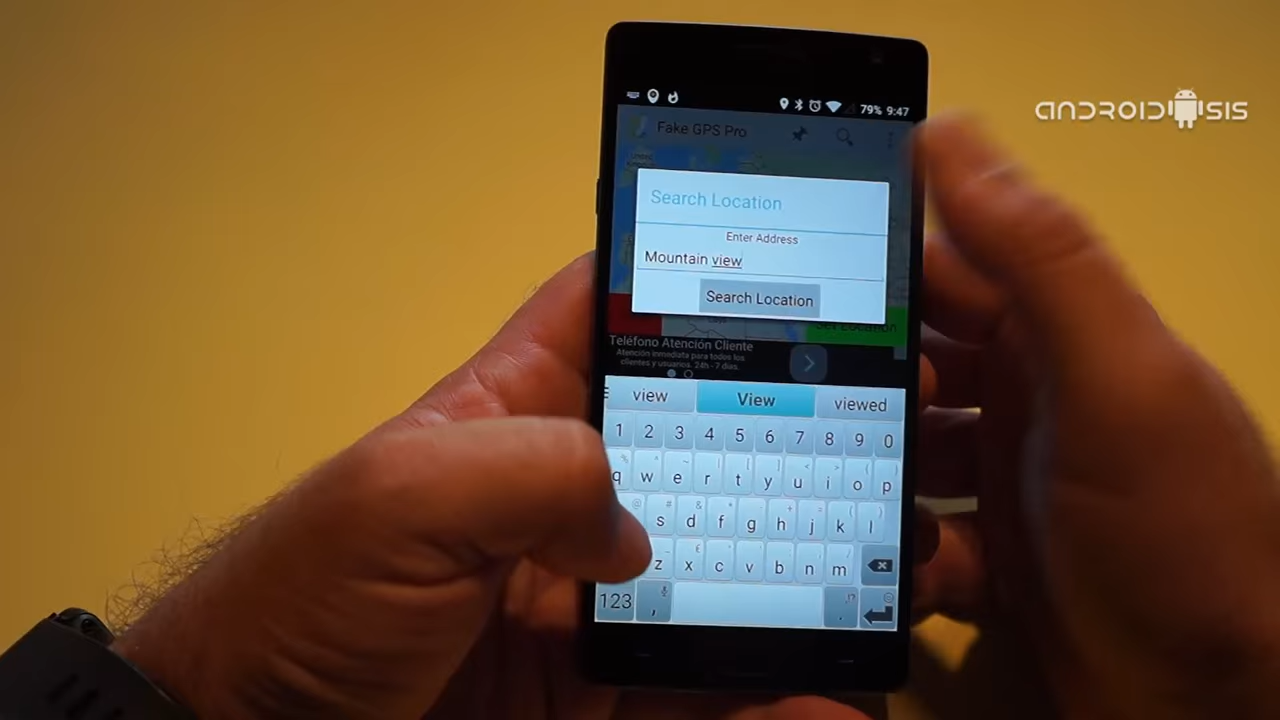 ANDROIDSIS
79% 9:47
Fake GPS Pro
Search Location
Enter Address
Mountain view
Search Location
Set Location
Teléfono Atención Cliente
Atención inmediata para todos los
clientes y usuarios. 24h - 7 días.
view View viewed
1 2 3 4 5 6 7 8 9 0
q w e r t y u i o p
s d f g h j k l
z x c v b n m
123 , .